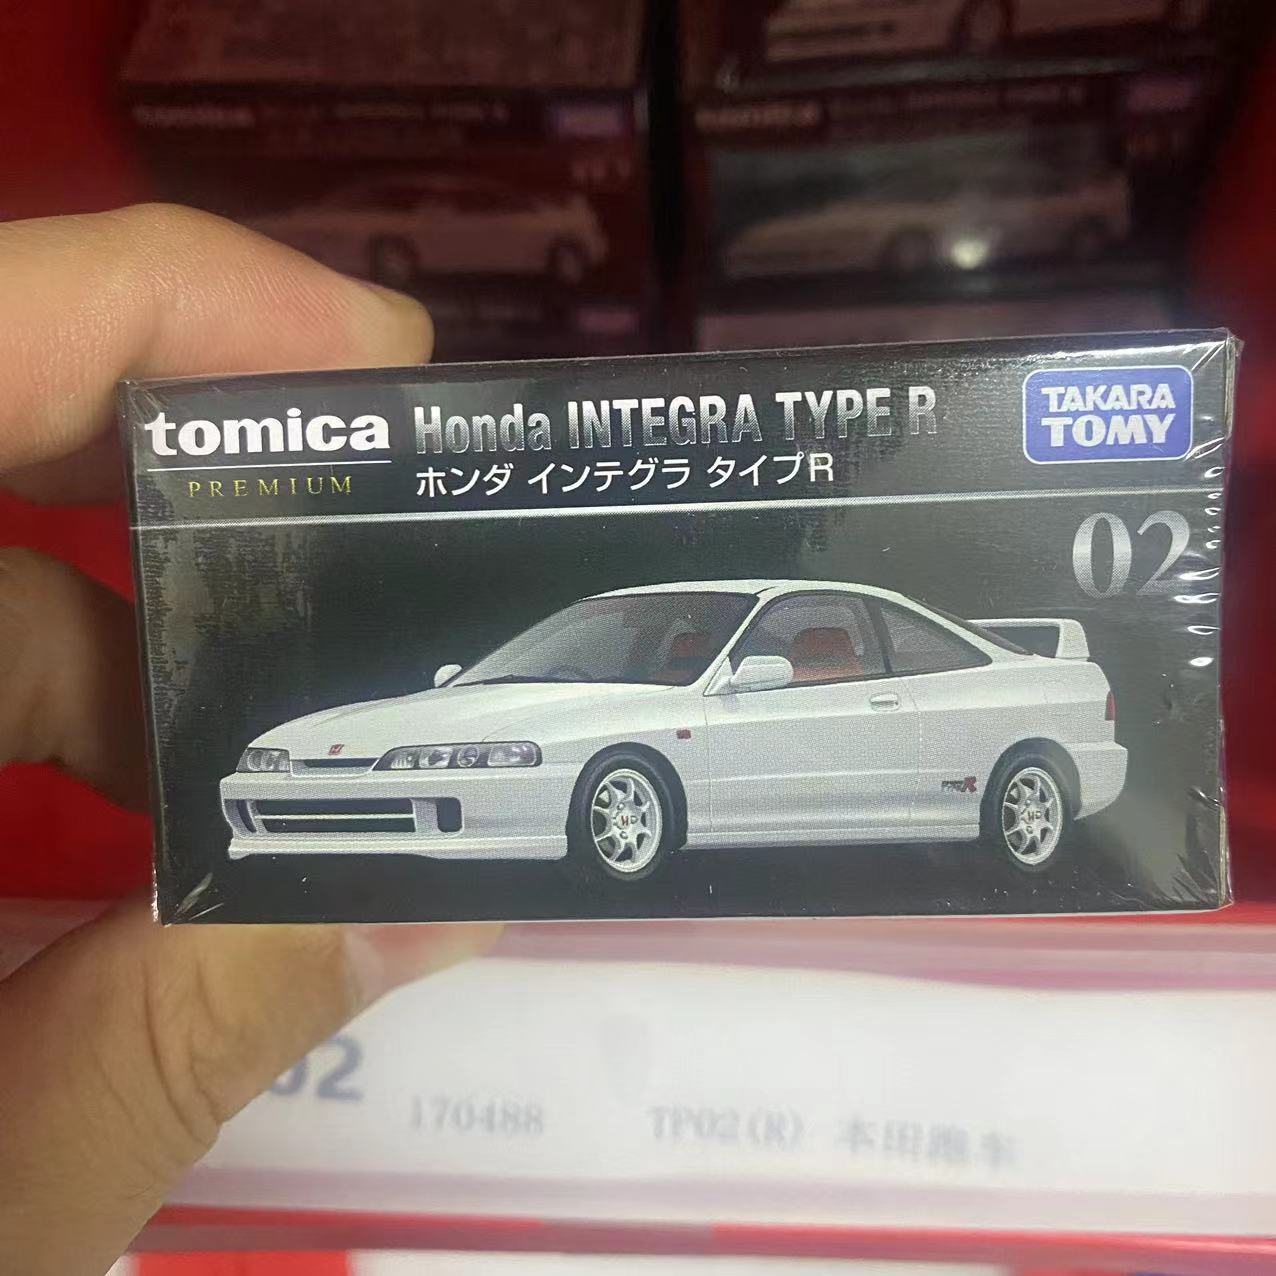 tomica
PREMIUM
Honda INTEGRA TYPE R
ホンダ インテグラ タイプR
TAKARA
TOMY
02
02
170488 TP02(R) 本田跑车